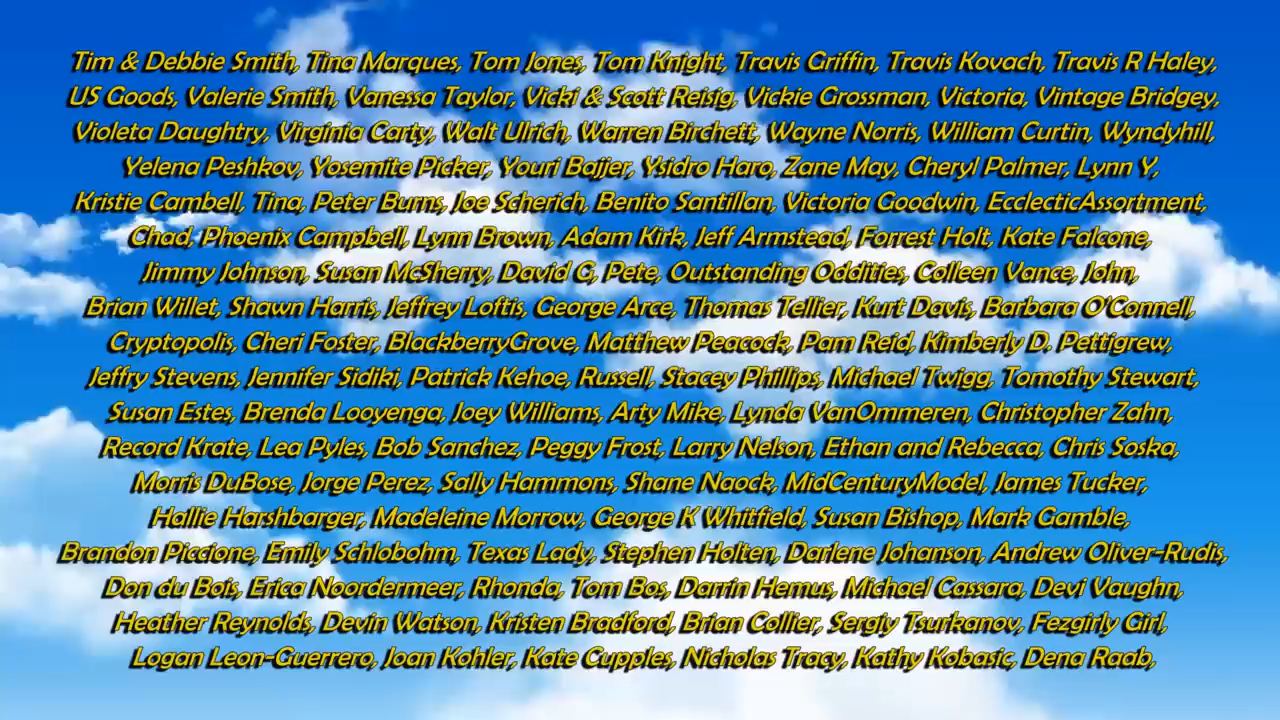 Tim & Debbie Smith, Tina Marques, Tom Jones, Tom Knight, Travis Griffin, Travis Kovach, Travis R Haley,
US Goods, Valerie Smith, Vanessa Taylor, Vicki & Scott Reisig, Vickie Grossman, Victoria, Vintage Bridgey,
Violeta Daughtry, Virginia Carty, Walt Ulrich, Warren Birchett, Wayne Norris, William Curtin, Wyndyhill,
Yelena Peshkov, Yosemite Picker, Youri Bajjer, Ysidro Haro, Zane May, Cheryl Palmer, Lynn Y,
Kristie Cambell, Tina, Peter Burns, Joe Scherich, Benito Santillan, Victoria Goodwin, EcclecticAssortment,
Chad, Phoenix Campbell, Lynn Brown, Adam Kirk, Jeff Armstead, Forrest Holt, Kate Falcone,
Jimmy Johnson, Susan McSherry, David G, Pete, Outstanding Oddities, Colleen Vance, John,
Brian Willet, Shawn Harris, Jeffrey Loftis, George Arce, Thomas Tellier, Kurt Davis, Barbara O'Connell,
Cryptopolis, Cheri Foster, BlackberryGrove, Matthew Peacock, Pam Reid, Kimberly D. Pettigrew,
Jeffry Stevens, Jennifer Sidiki, Patrick Kehoe, Russell, Stacey Phillips, Michael Twigg, Tomothy Stewart,
Susan Estes, Brenda Looyenga, Joey Williams, Arty Mike, Lynda VanOmmeren, Christopher Zahn,
Record Krate, Lea Pyles, Bob Sanchez, Peggy Frost, Larry Nelson, Ethan and Rebecca, Chris Soska,
Morris DuBose, Jorge Perez, Sally Hammons, Shane Naock, MidCenturyModel, James Tucker,
Hallie Harshbarger, Madeleine Morrow, George K Whitfield, Susan Bishop, Mark Gamble,
Brandon Piccione, Emily Schlobohm, Texas Lady, Stephen Holten, Darlene Johanson, Andrew Oliver-Rudis,
Don du Bois, Erica Noordermeer, Rhonda, Tom Bos, Darrin Hemus, Michael Cassara, Devi Vaughn,
Heather Reynolds, Devin Watson, Kristen Bradford, Brian Collier, Sergiy Tsurkanov, Fezgirly Girl,
Logan Leon-Guerrero, Joan Kohler, Kate Cupples, Nicholas Tracy, Kathy Kobasic, Dena Raab,